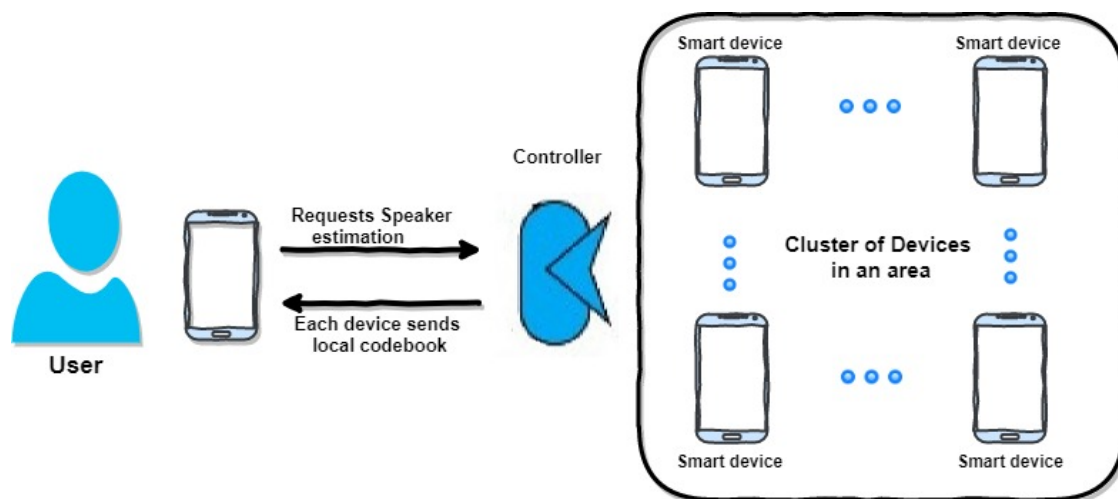 Smart device
Smart device
Controller
Requests Speaker
estimation
Cluster of Devices
in an area
Each device sends
local codebook
User
Smart device
Smart device